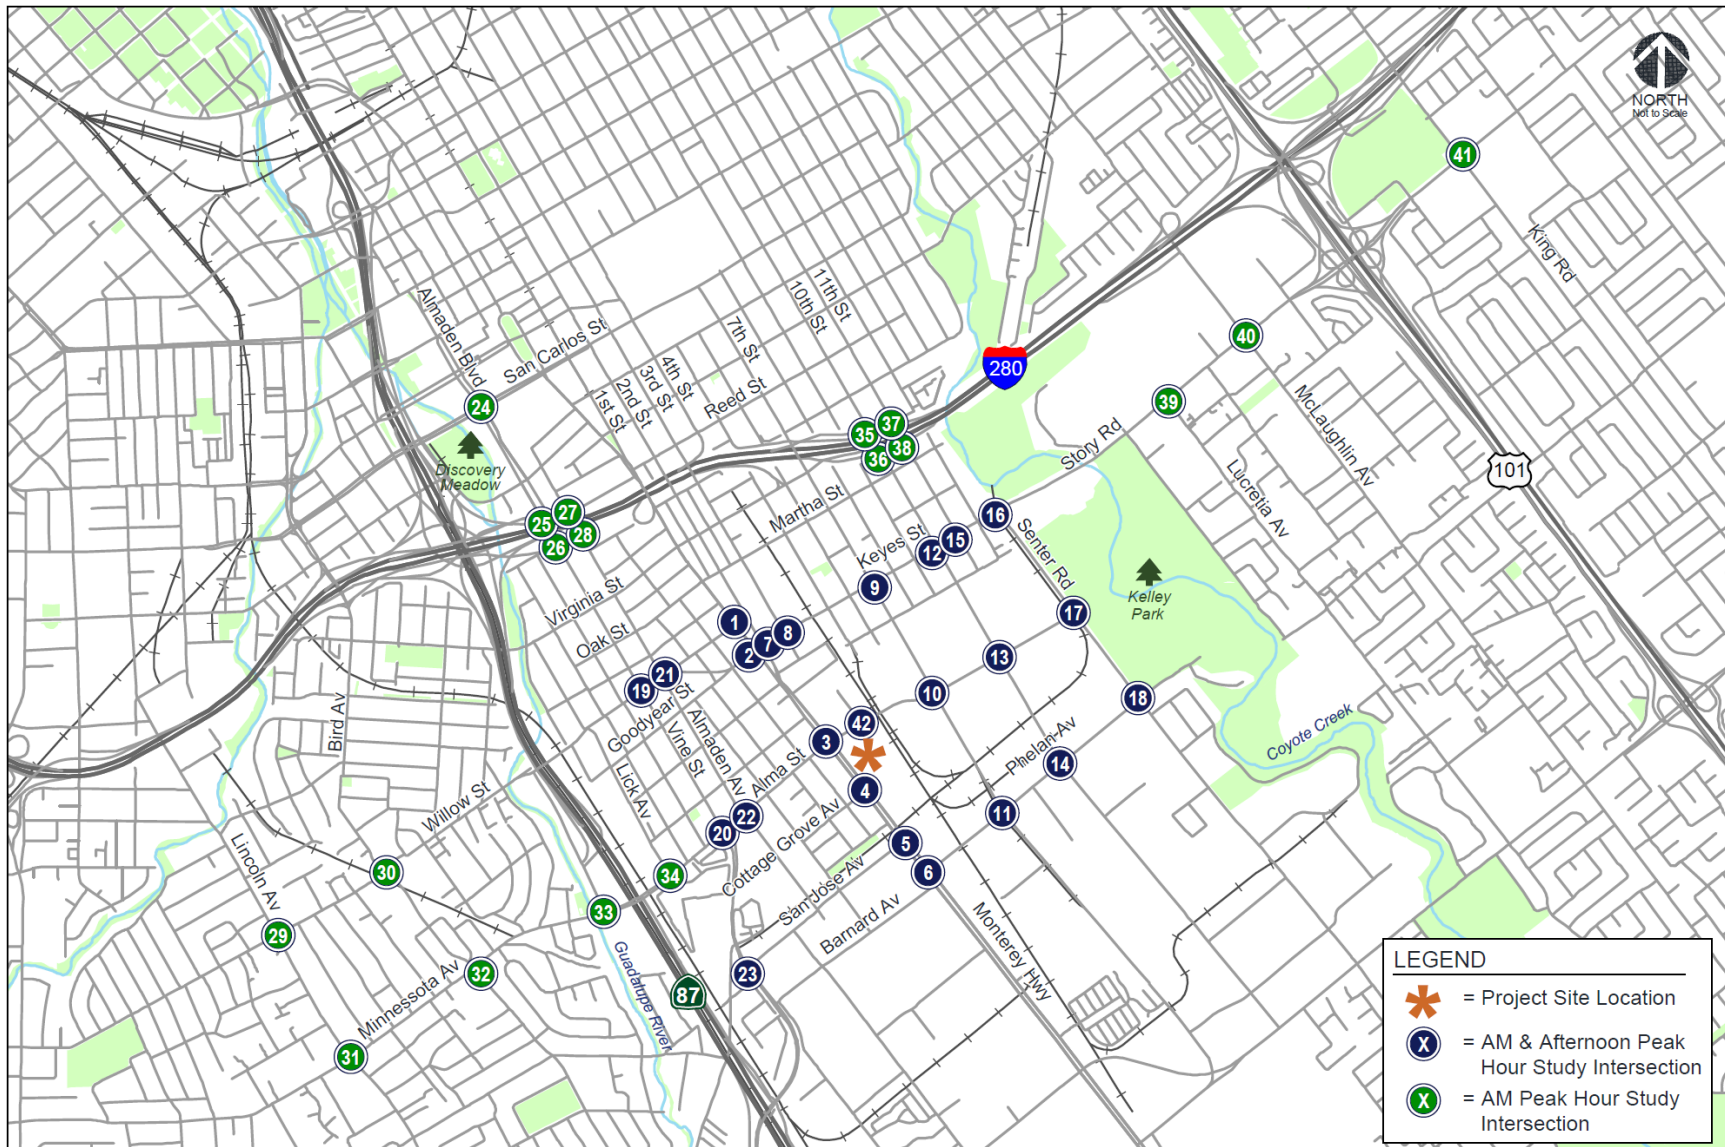 NORTH
Not to Scale
41
King Rd
11th St
10th St
7th St
4th St
3rd St
2nd St
1st St
Almaden Blvd
San Carlos St
Reed St
280
40
39
24
McLaughlin Av
Story Rd
Lucretia Av
101
Discovery
Meadow
37
35
38
36
27
25
28
26
Martha St
16
Senter Rd
Keyes St
15
12
9
Kelley
Park
17
Virginia St
Oak St
1
8
7
2
13
21
19
10
18
Goodyear St
Vine St
Almaden Av
42
3
Alma St
Phelan Av
14
Coyote Creek
Bird Av
Lick Av
4
Willow St
Cottage Grove Av
11
22
20
5
6
Lincoln Av
30
34
33
San Jose Av
Barnard Av
Monterey Hwy
29
32
Minnessota Av
23
87
Guadalupe River
31
LEGEND
= Project Site Location
X = AM & Afternoon Peak
Hour Study Intersection
X = AM Peak Hour Study
Intersection